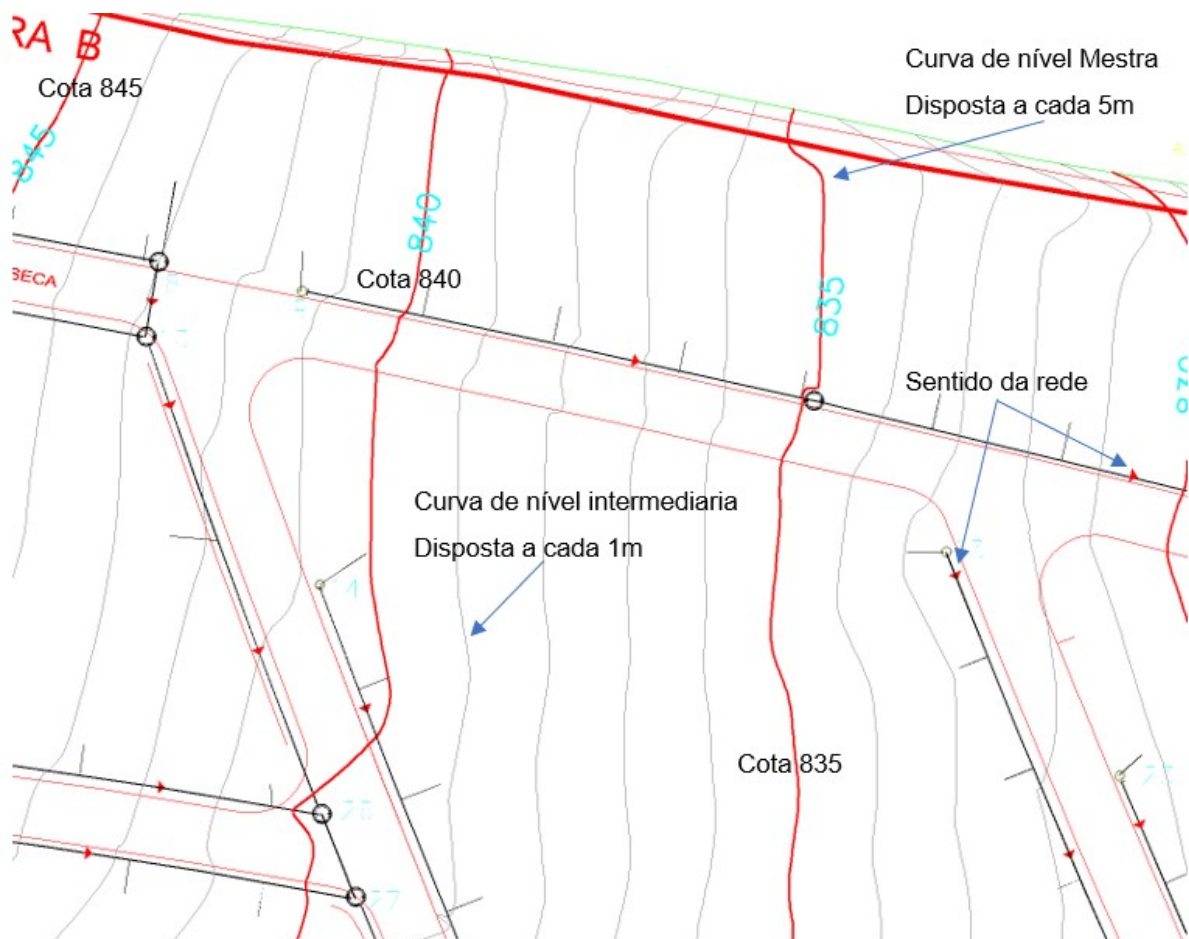 RA B
Curva de nível Mestra
Cota 845
Disposta a cada 5m
845
840
Cota 840
BECA
835
Sentido da rede
Curva de nível intermediaria
Disposta a cada 1m
Cota 835